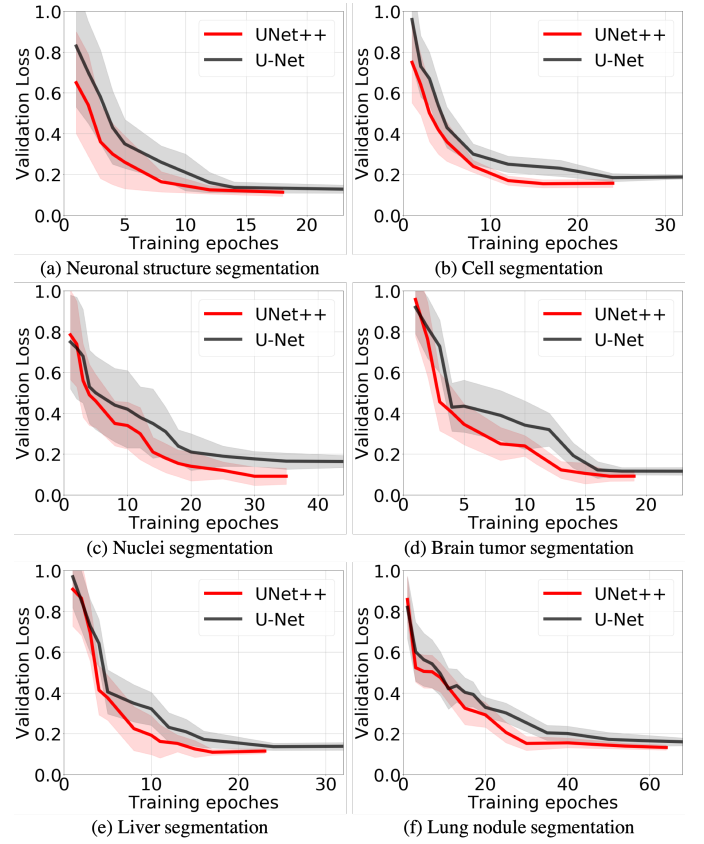 1.0
0.8
0.6
0.4
0.2
0.0
Validation Loss
UNet++
U-Net
0 5 10 15 20
Training epoches
(a) Neuronal structure segmentation
1.0
0.8
0.6
0.4
0.2
0.0
Validation Loss
UNet++
U-Net
0 10 20 30
Training epoches
(b) Cell segmentation
1.0
0.8
0.6
0.4
0.2
0.0
Validation Loss
UNet++
U-Net
0 10 20 30 40
Training epoches
(c) Nuclei segmentation
1.0
0.8
0.6
0.4
0.2
0.0
Validation Loss
UNet++
U-Net
0 5 10 15 20
Training epoches
(d) Brain tumor segmentation
1.0
0.8
0.6
0.4
0.2
0.0
Validation Loss
UNet++
U-Net
0 10 20 30
Training epoches
(e) Liver segmentation
1.0
0.8
0.6
0.4
0.2
0.0
Validation Loss
UNet++
U-Net
0 20 40 60
Training epoches
(f) Lung nodule segmentation